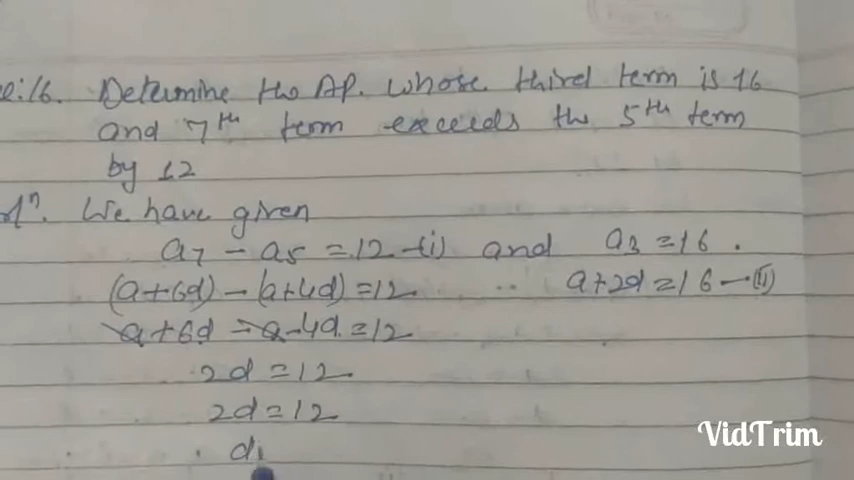 16. Determine the AP. whose third term is 16
and 7th term exceeds the 5th term
by 12
We have given
a7 - a5 = 12 -(i) and a3 = 16 .
(a+6d) - (a+4d) = 12 .. a+2d = 16 - (ii)
a+6d - a - 4d = 12
2d = 12
2d = 12
d
VidTrim